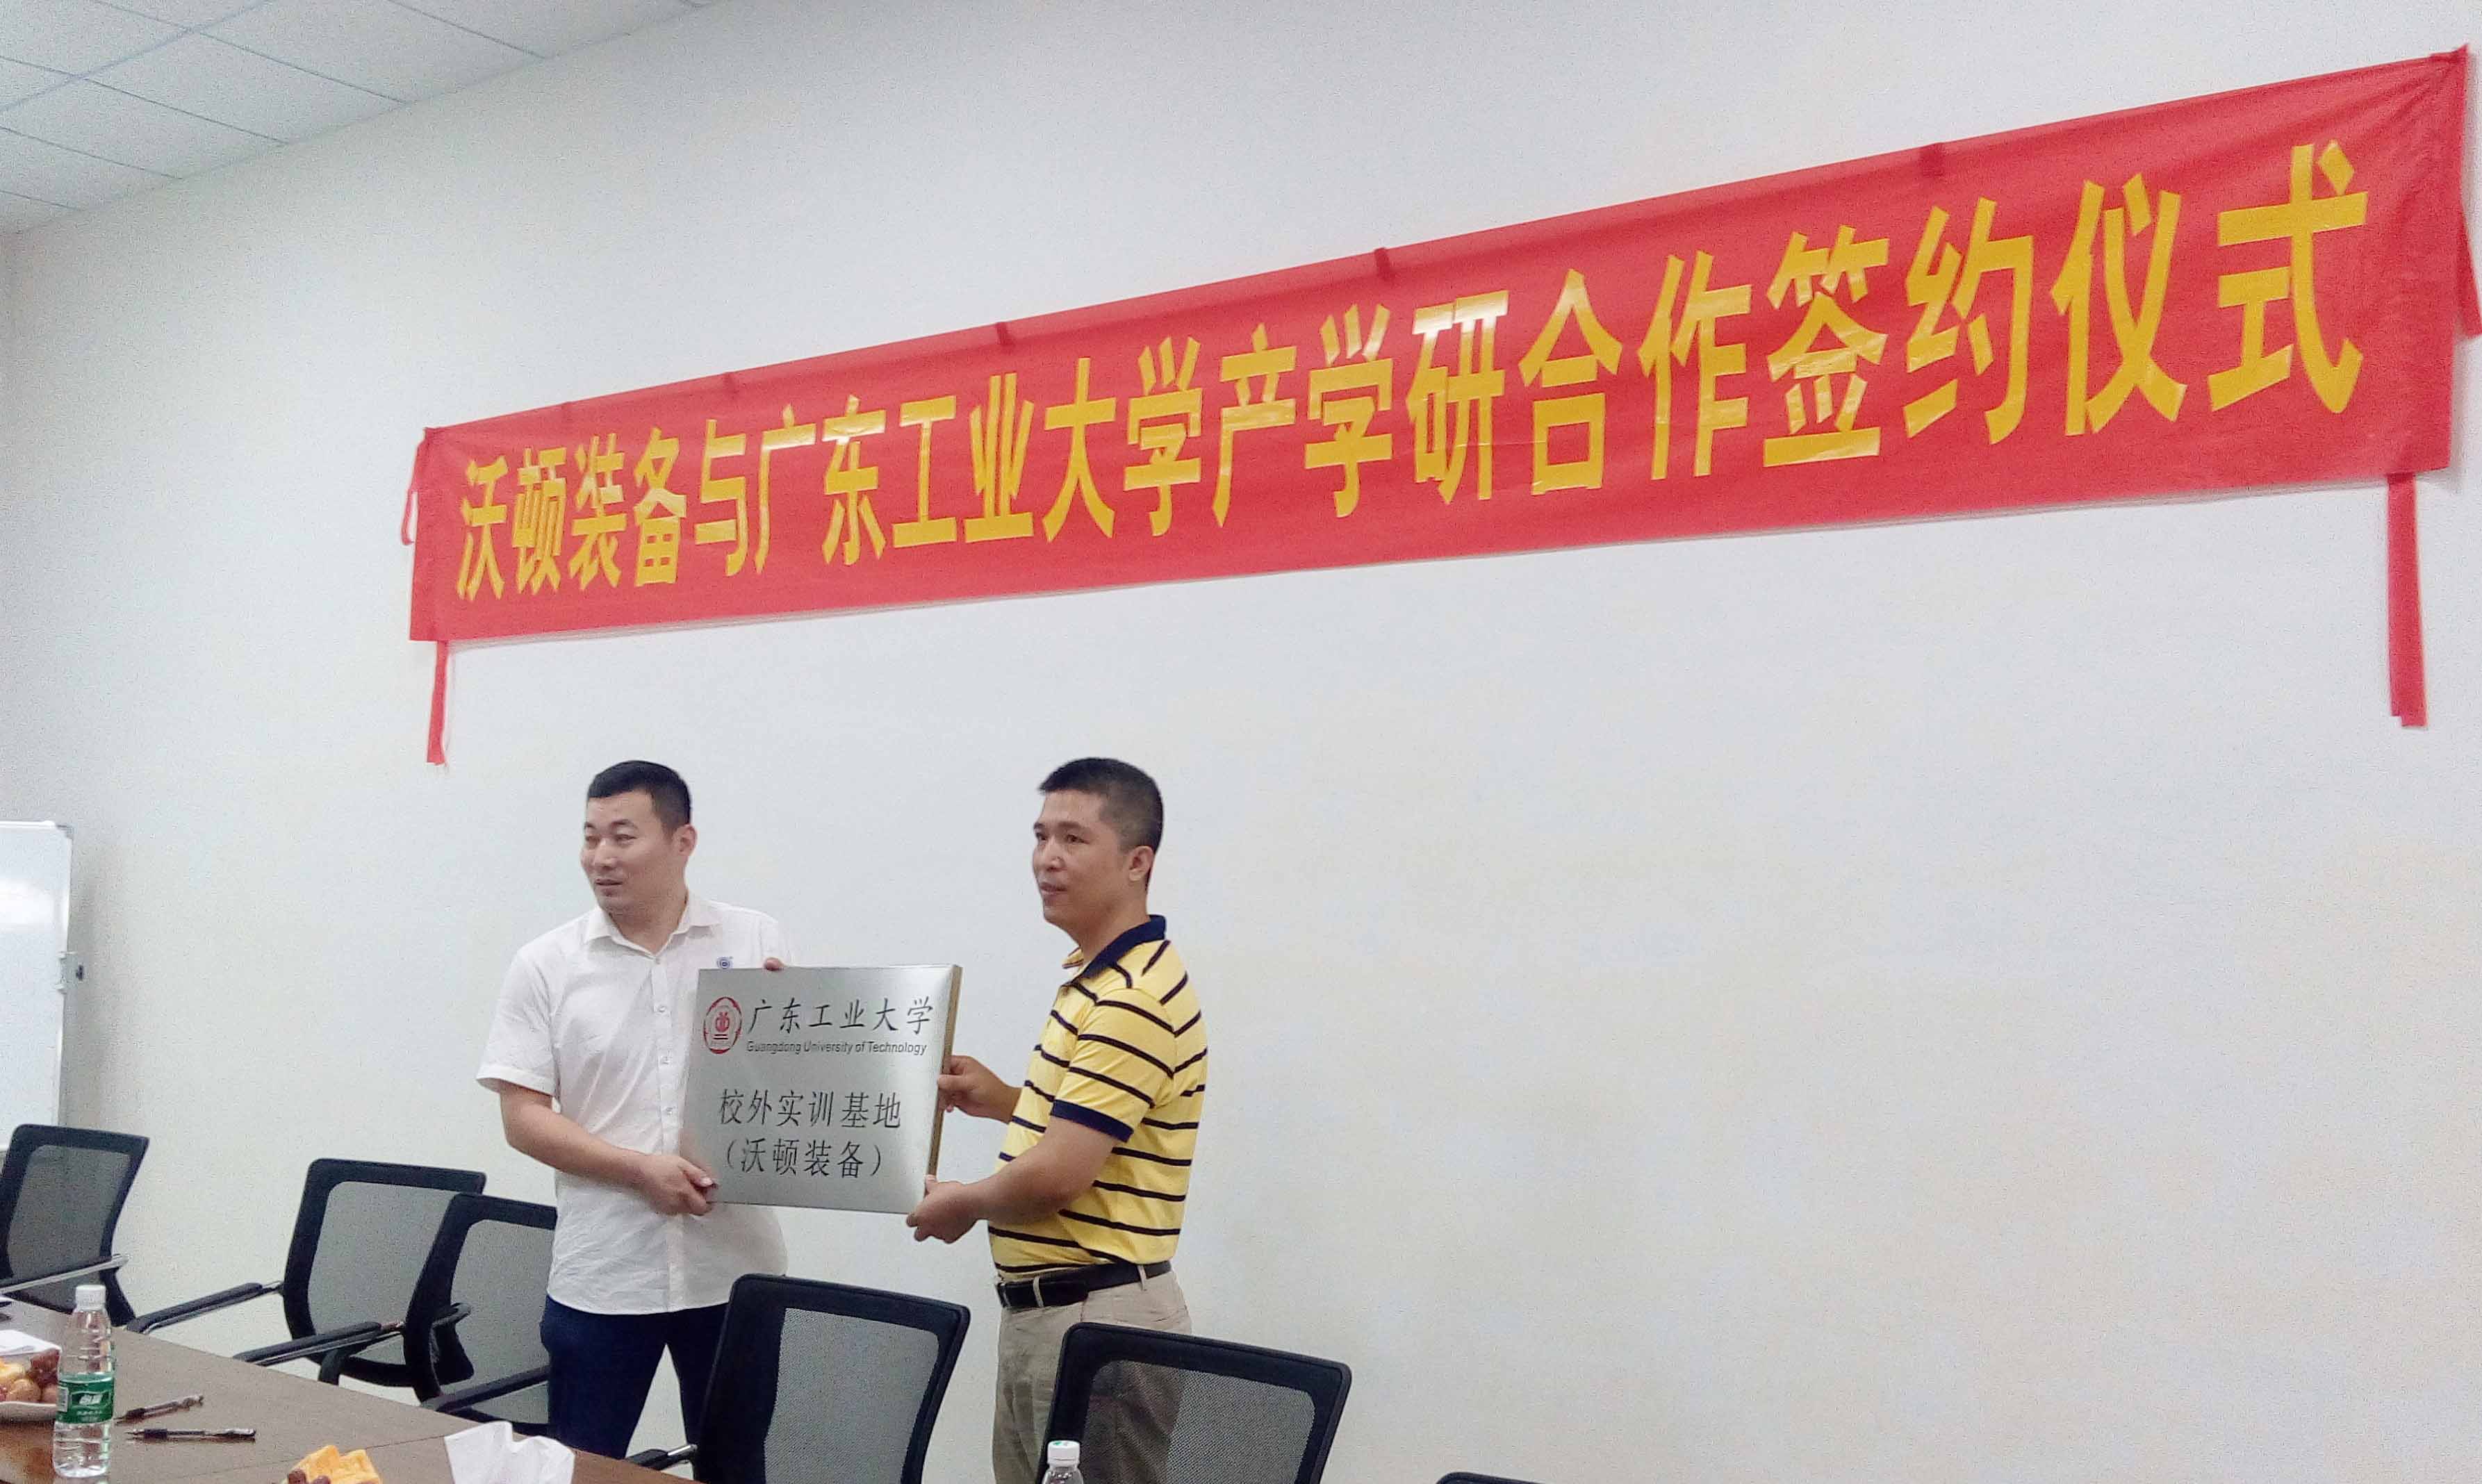 沃顿装备与广东工业大学产学研合作签约仪式
广东工业大学
Guangdong University of Technology
校外实训基地
（沃顿装备）
怡寶